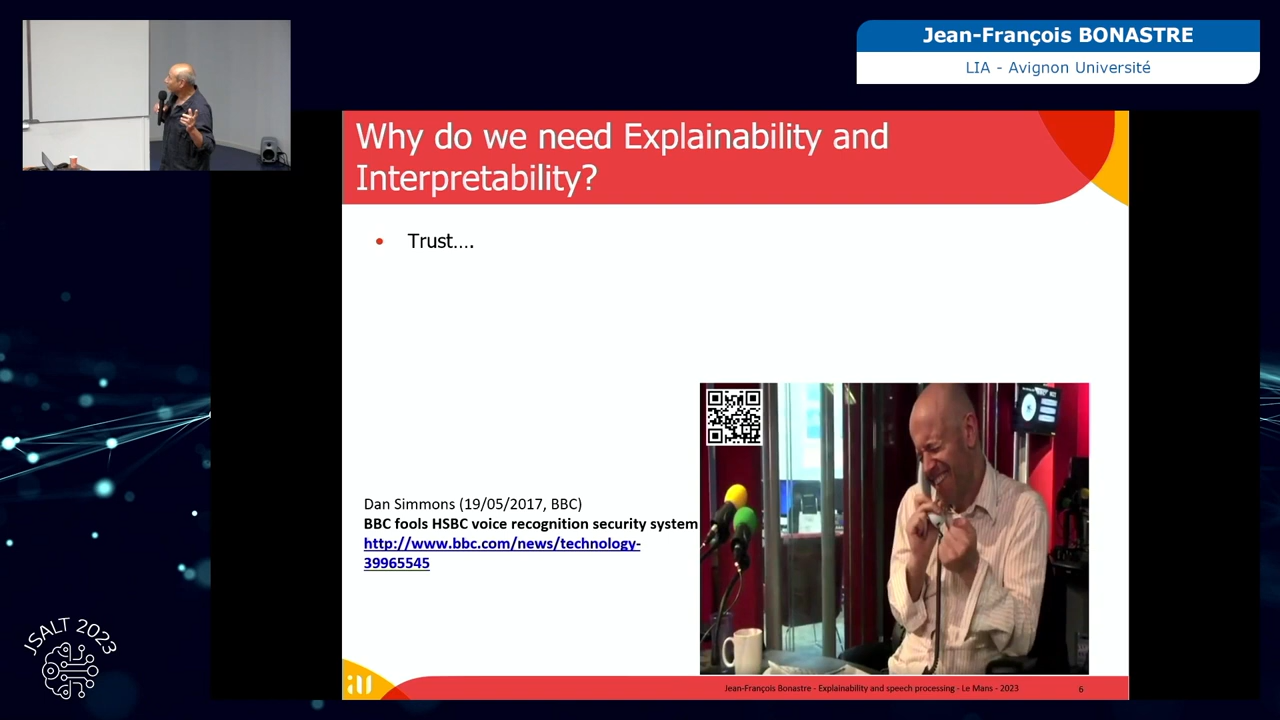 Jean-François BONASTRE
LIA - Avignon Université
Why do we need Explainability and
Interpretability?
• Trust....
Dan Simmons (19/05/2017, BBC)
BBC fools HSBC voice recognition security system
http://www.bbc.com/news/technology-
39965545
JSALT 2023
Jean-François Bonastre - Explainability and speech processing - Le Mans - 2023
6